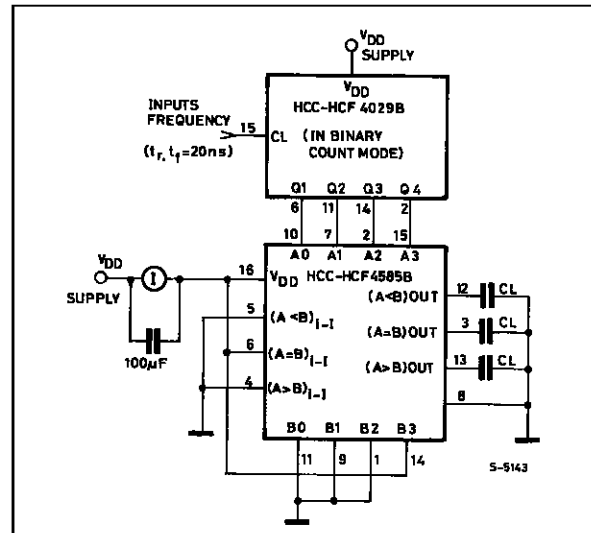 VDD
SUPPLY
VDD
HCC-HCF 4029B
INPUTS
FREQUENCY
15
CL
(IN BINARY
COUNT MODE)
(tr, tf=20ns)
Q1 Q2 Q3 Q4
6 11 14 2
10 7 2 15
A0 A1 A2 A3
VDD
I
SUPPLY
16
VDD
HCC-HCF4585B
100µF
5
(A<B)I-I
6
(A=B)I-I
4
(A>B)I-I
(A<B)OUT
12
CL
(A=B)OUT
3
CL
(A>B)OUT
13
CL
8
B0 B1 B2 B3
11 9 1 14
S-5143